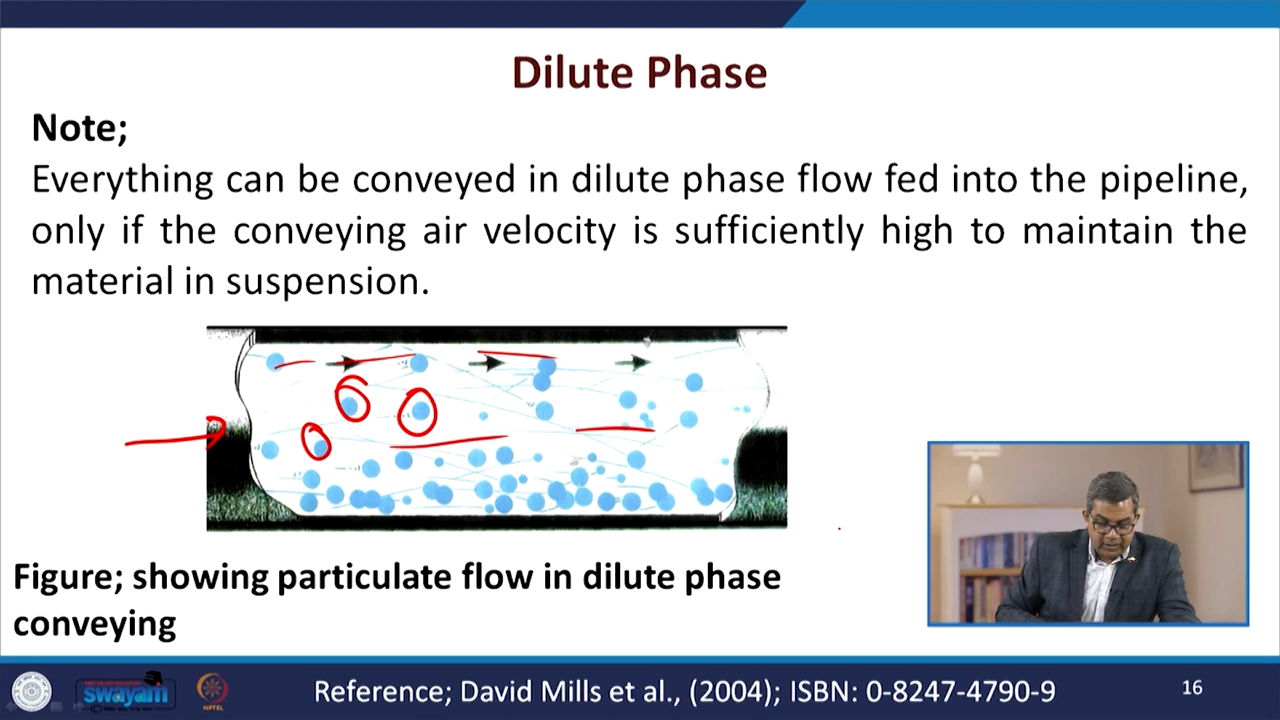 Dilute Phase
Note;
Everything can be conveyed in dilute phase flow fed into the pipeline,
only if the conveying air velocity is sufficiently high to maintain the
material in suspension.
Figure; showing particulate flow in dilute phase
conveying
swayam
NPTEL
Reference; David Mills et al., (2004); ISBN: 0-8247-4790-9
16